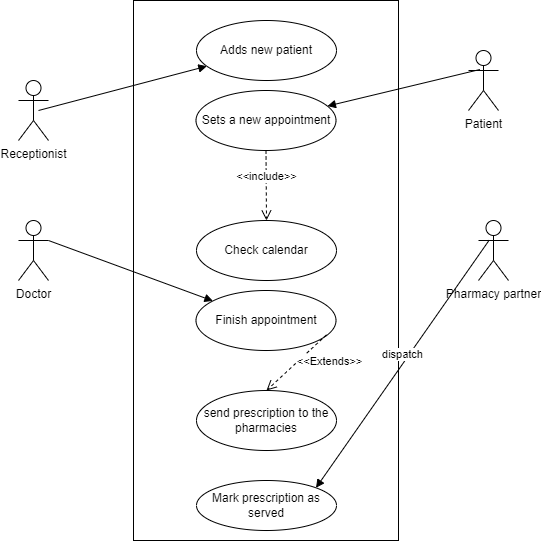 Adds new patient
Receptionist
Sets a new appointment
Patient
<<include>>
Check calendar
Doctor
Pharmacy partner
Finish appointment
<<Extends>>
dispatch
send prescription to the
pharmacies
Mark prescription as
served